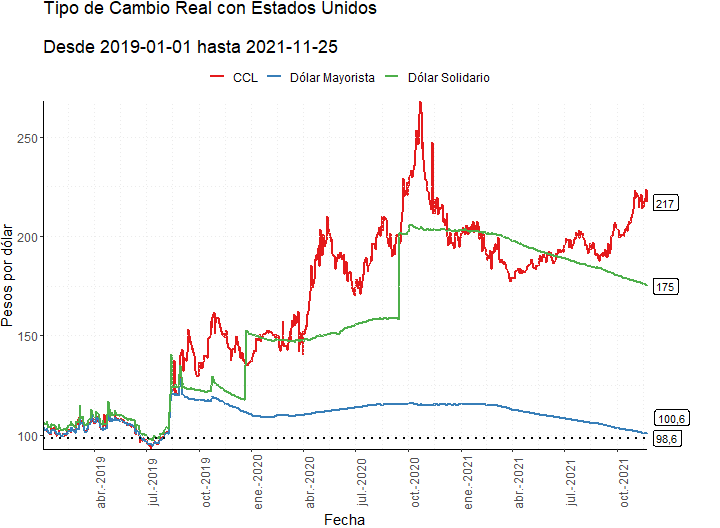 Tipo de Cambio Real con Estados Unidos
Desde 2019-01-01 hasta 2021-11-25
CCL Dólar Mayorista Dólar Solidario
Pesos por dólar
250
200
150
100
217
175
100,6
98,6
abr.-2019
jul.-2019
oct.-2019
ene.-2020
abr.-2020
jul.-2020
oct.-2020
ene.-2021
abr.-2021
jul.-2021
oct.-2021
Fecha